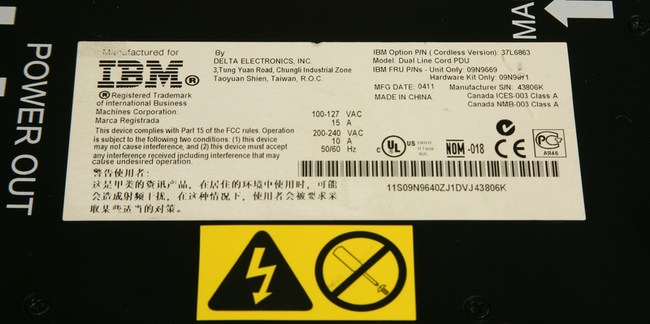 Manufactured for
IBM®
®Registered Trademark
of international Business
Machines Corporation.
Marca Registrada
By
DELTA ELECTRONICS, INC.
3,Tung Yuan Road, Chungli Industrial Zone
Taoyuan Shien, Taiwan, R.O.C.
IBM Option P/N ( Cordless Version): 37L6863
Model: Dual Line Cord PDU
IBM FRU P/Ns - Unit Only: 09N9669
Hardware Kit Only:
MFG DATE: 0411 Manufacturer S/N: 43806K
MADE IN CHINA
Canada ICES-003 Class A
Canada NMB-003 Class A
100-127 VAC
15 A
200-240 VAC
10 A
50/60 Hz
This device complies with Part 15 of the FCC rules. Operation
is subject to the following two conditions: (1) this device
may not cause interference, and (2) this device must accept
any interference received including interference that may
cause undesired operation.
c UL US
NOM -018
CE
PC
AR46
警告使用者:
这是甲类的资讯产品，在居住的环境中使用时，可能
会造成射频干扰，在这种情况下，使用者会被要求采
取某些适当的对策。
11S09N9640ZJ1DVJ43806K
POWER OUT
MA